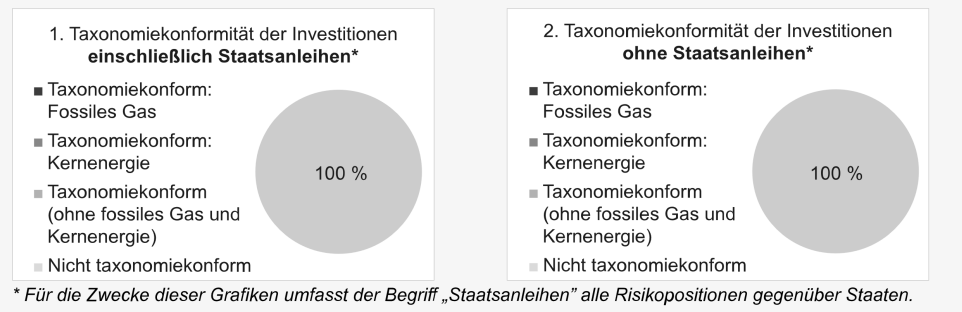 1. Taxonomiekonformität der Investitionen
einschließlich Staatsanleihen*
Taxonomiekonform:
Fossiles Gas
Taxonomiekonform:
Kernenergie
Taxonomiekonform
(ohne fossiles Gas und
Kernenergie)
Nicht taxonomiekonform
100 %
2. Taxonomiekonformität der Investitionen
ohne Staatsanleihen*
Taxonomiekonform:
Fossiles Gas
Taxonomiekonform:
Kernenergie
Taxonomiekonform
(ohne fossiles Gas und
Kernenergie)
Nicht taxonomiekonform
100 %
* Für die Zwecke dieser Grafiken umfasst der Begriff „Staatsanleihen” alle Risikopositionen gegenüber Staaten.